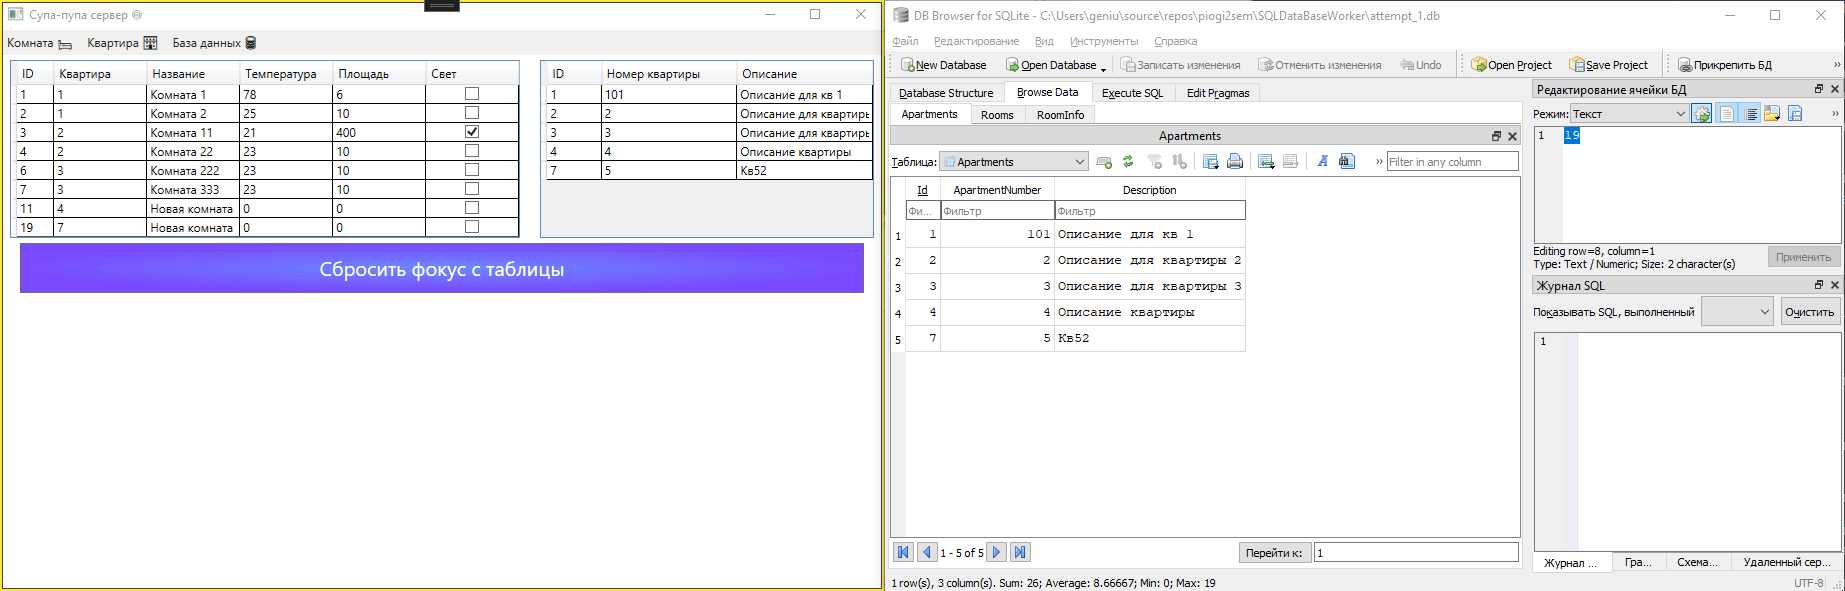 Супа-пупа сервер
Комната Квартира База данных
ID Квартира Название Температура Площадь Свет
1 1 Комната 1 78 6
2 1 Комната 2 25 10
3 2 Комната 11 21 400
4 2 Комната 22 23 10
6 3 Комната 222 23 10
7 3 Комната 333 23 10
11 4 Новая комната 0 0
19 7 Новая комната 0 0
ID Номер квартиры Описание
1 101 Описание для кв 1
2 2 Описание для квартиры
3 3 Описание для квартиры
4 4 Описание квартиры
7 5 Кв52
Сбросить фокус с таблицы
DB Browser for SQLite - C:\Users\geniu\source\repos\piogi2sem\SQLDataBaseWorker\attempt_1.db
Файл Редактирование Вид Инструменты Справка
New Database Open Database Записать изменения Отменить изменения Undo Open Project Save Project Прикрепить БД »
Database Structure Browse Data Execute SQL Edit Pragmas
Apartments Rooms RoomInfo
Apartments
Таблица: Apartments » Filter in any column
Id ApartmentNumber Description
Фи... Фильтр Фильтр
1 1 101 Описание для кв 1
2 2 2 Описание для квартиры 2
3 3 3 Описание для квартиры 3
4 4 4 Описание квартиры
5 7 5 Кв52
1 - 5 of 5 Перейти к: 1
1 row(s), 3 column(s). Sum: 26; Average: 8.66667; Min: 0; Max: 19
Редактирование ячейки БД
Режим: Текст »
1 19
Editing row=8, column=1
Type: Text / Numeric; Size: 2 character(s)
Применить
Журнал SQL
Показывать SQL, выполненный Очистить
1
Журнал ... Гра... Схема... Удаленный сер...
UTF-8